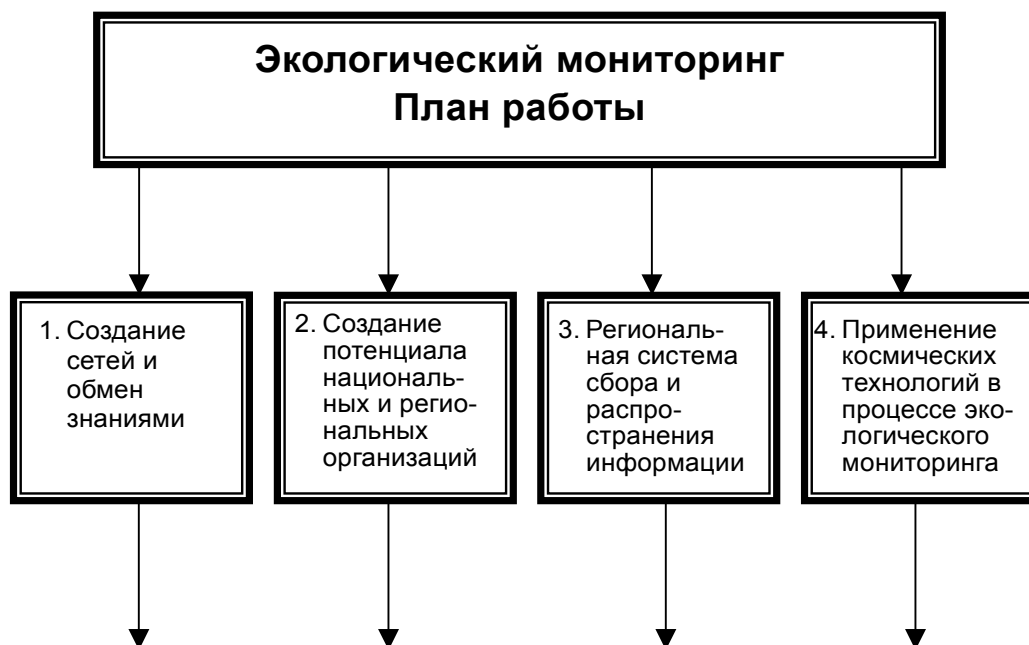 Экологический мониторинг
План работы
1. Создание
сетей и
обмен
знаниями
2. Создание
потенциала
националь-
ных и регио-
нальных
организаций
3. Региональ-
ная система
сбора и
распро-
странения
информации
4. Применение
космических
технологий в
процессе эко-
логического
мониторинга